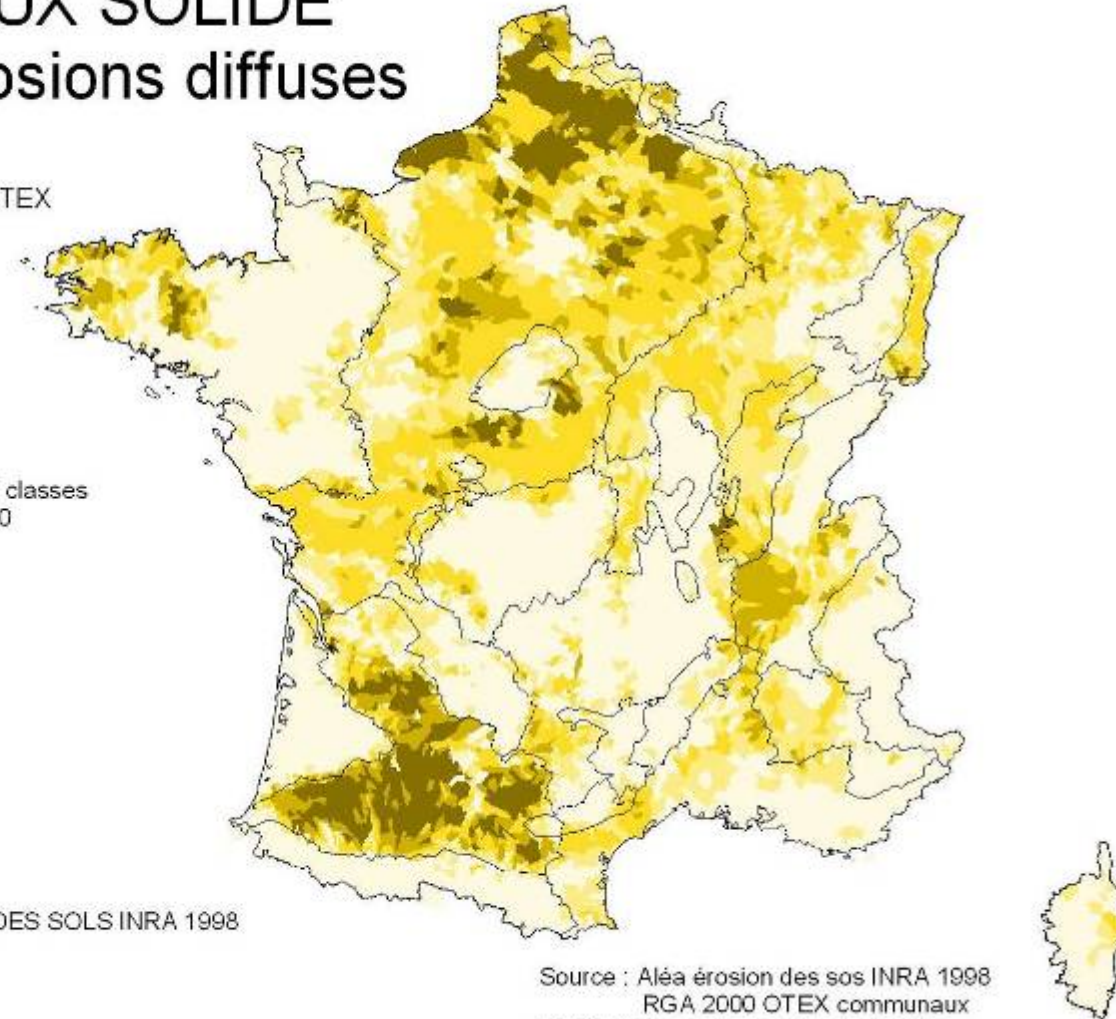 UX SOLIDE
osions diffuses
TEX
classes
0
DES SOLS INRA 1998
Source : Aléa érosion des sos INRA 1998
RGA 2000 OTEX communaux